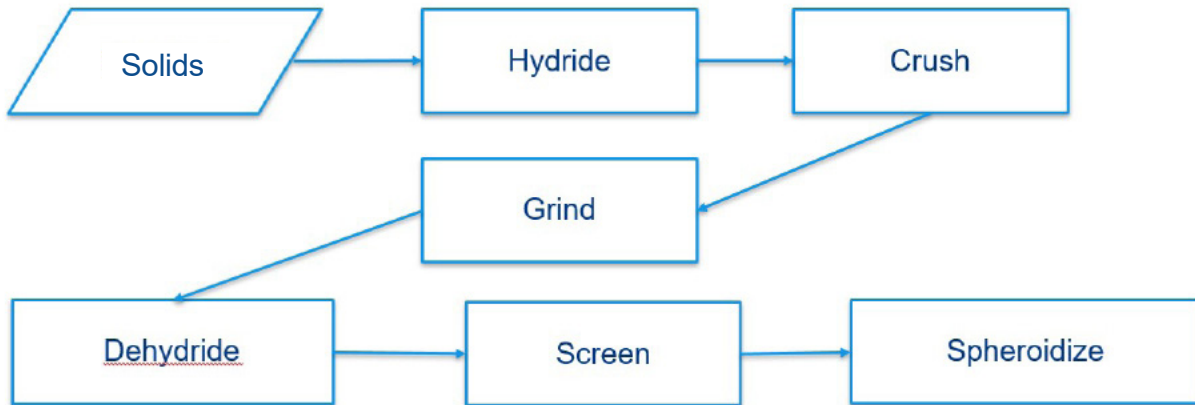 Solids
Hydride
Crush
Grind
Dehydride
Screen
Spheroidize